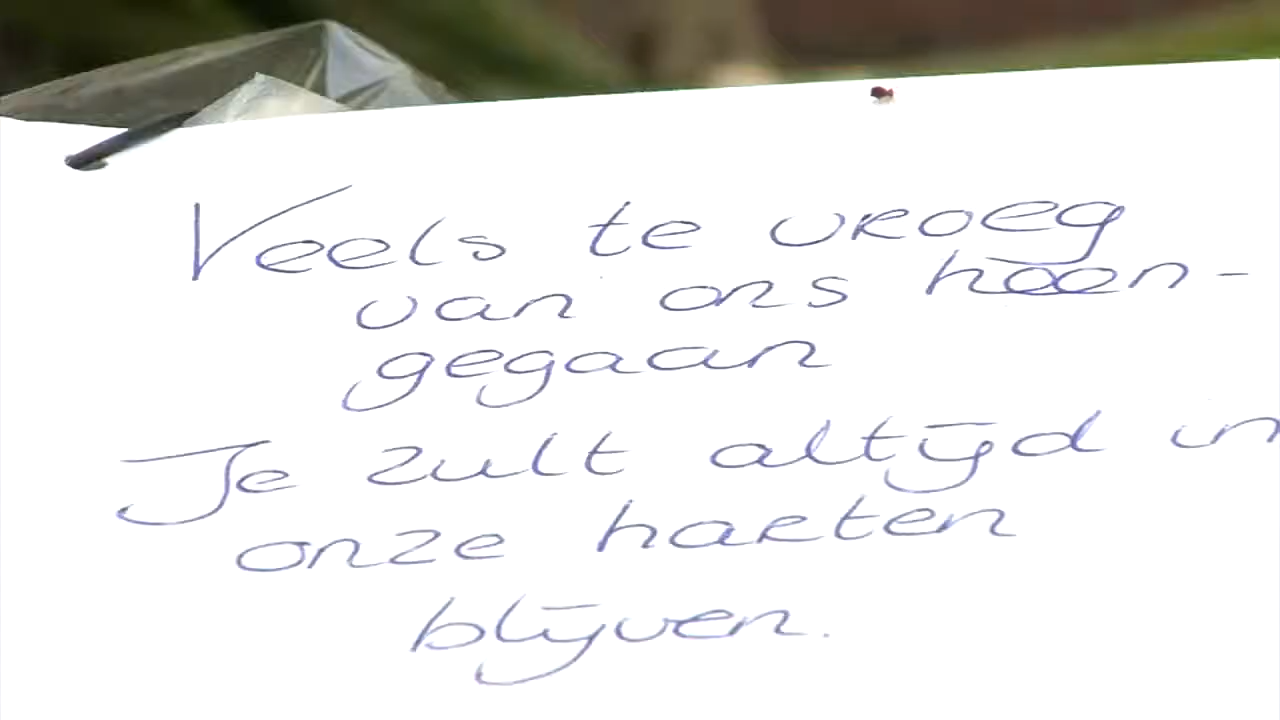 Veels te vroeg
van ons heen-
gegaan
Je zult altijd in
onze harten
blijven.